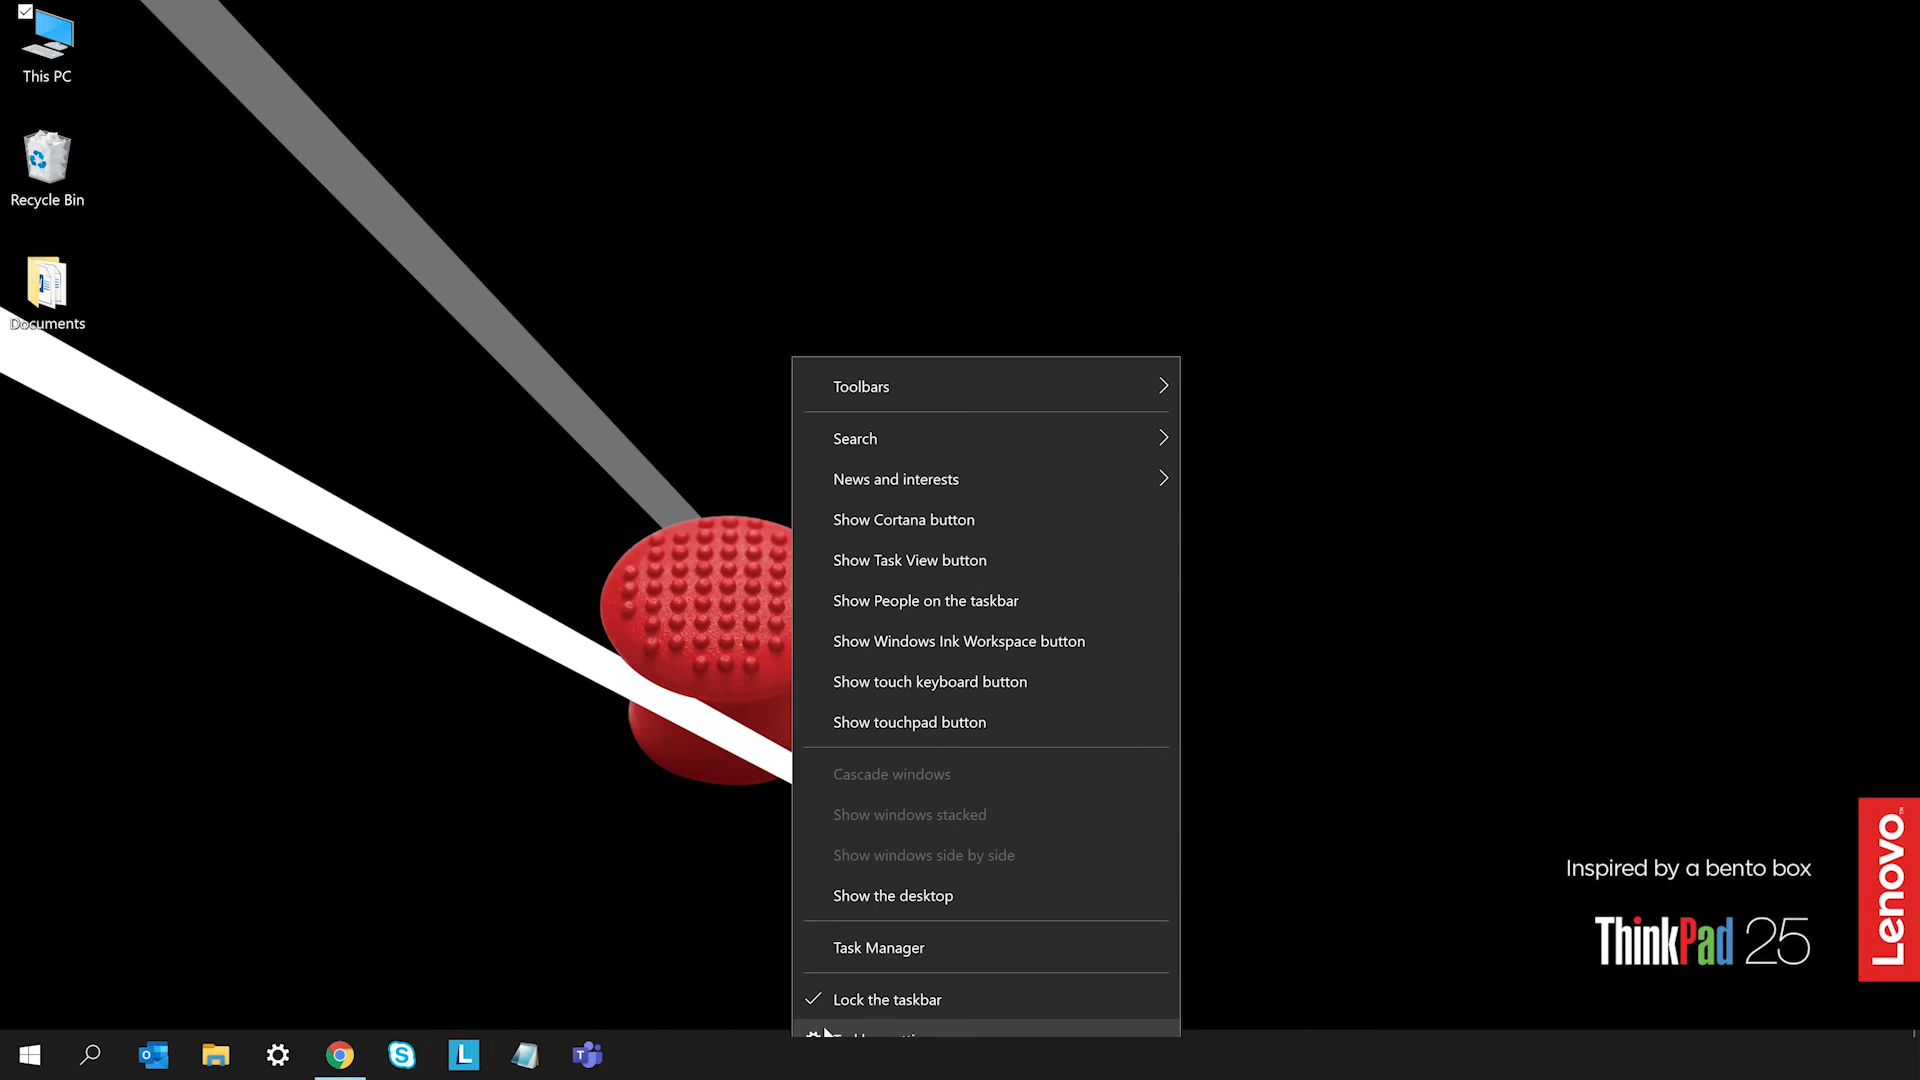 This PC
Recycle Bin
Documents
Toolbars
Search
News and interests
Show Cortana button
Show Task View button
Show People on the taskbar
Show Windows Ink Workspace button
Show touch keyboard button
Show touchpad button
Cascade windows
Show windows stacked
Show windows side by side
Show the desktop
Task Manager
Lock the taskbar
Inspired by a bento box
ThinkPad 25
Lenovo™
O
S
L
T